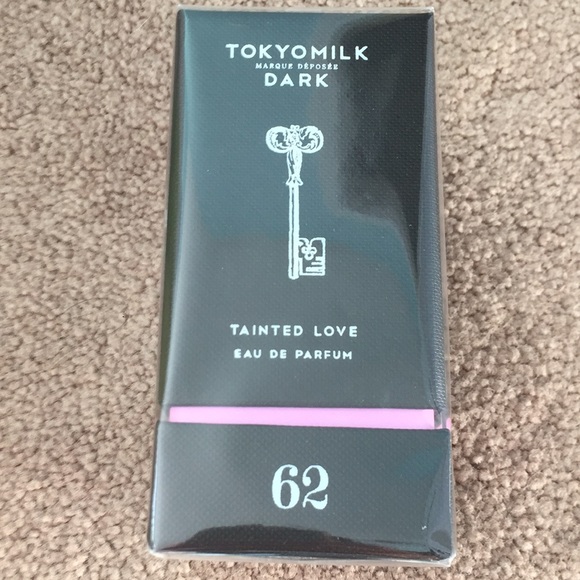 TOKYOMILK
MARQUE DÉPOSÉE
DARK
TAINTED LOVE
EAU DE PARFUM
62